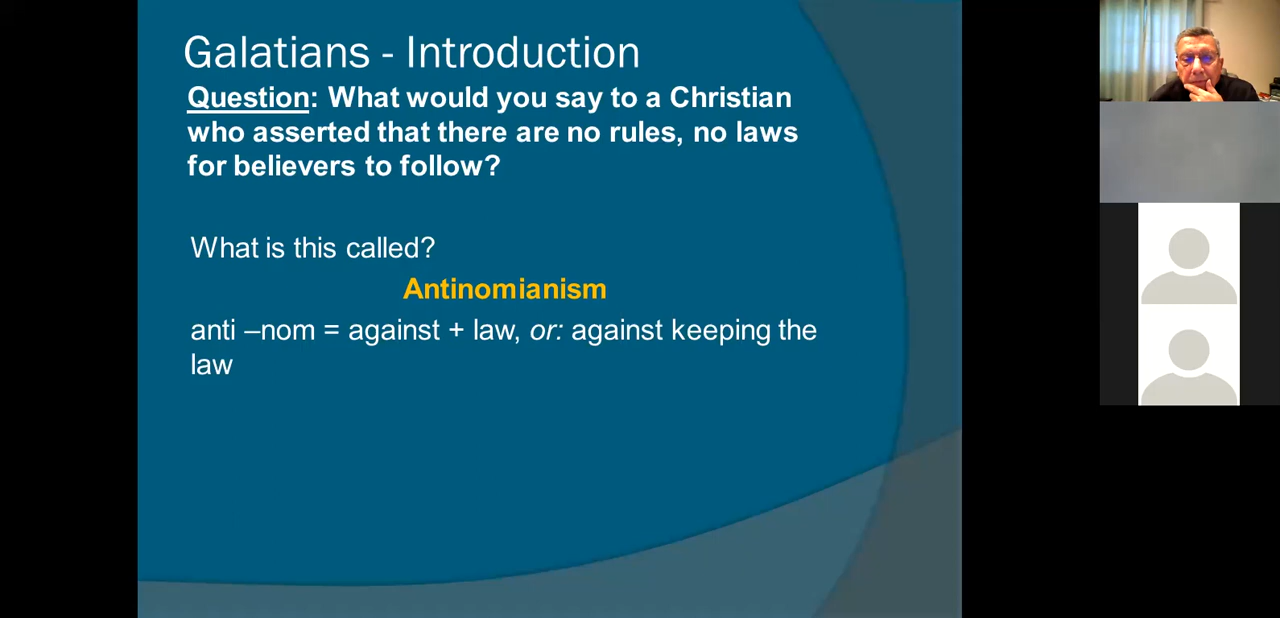 Galatians - Introduction
Question: What would you say to a Christian
who asserted that there are no rules, no laws
for believers to follow?
What is this called?
Antinomianism
anti –nom = against + law, or: against keeping the
law